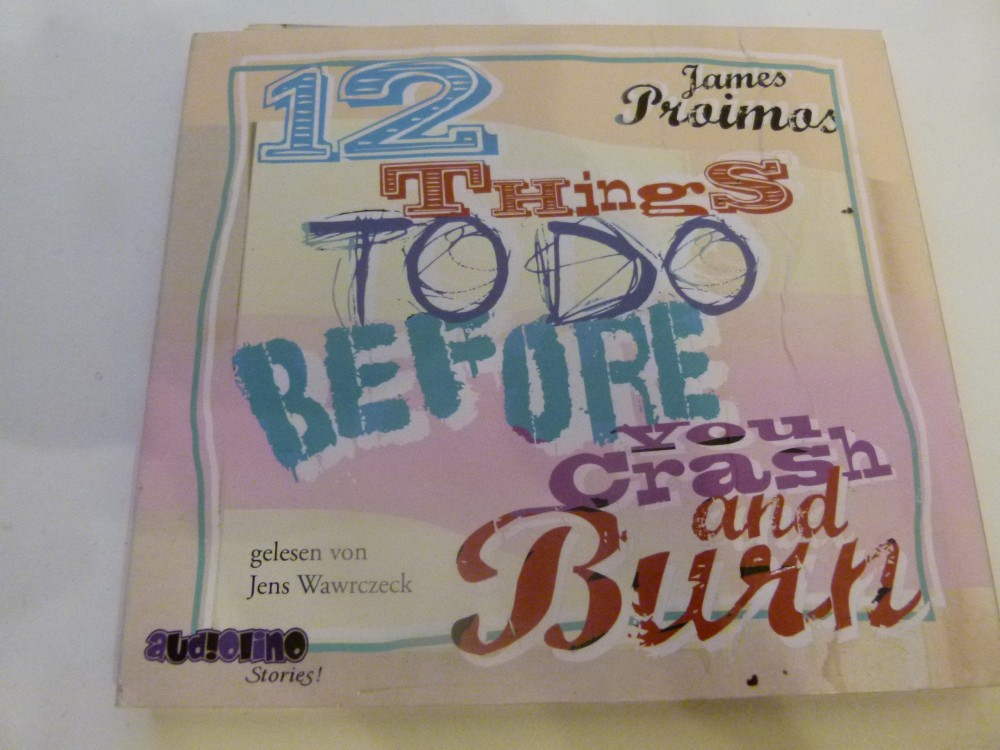 12
James
Proimos
THingS
TO DO
BEFORE
you
Crash
and
Burn
gelesen von
Jens Wawrczeck
audiolino
Stories!